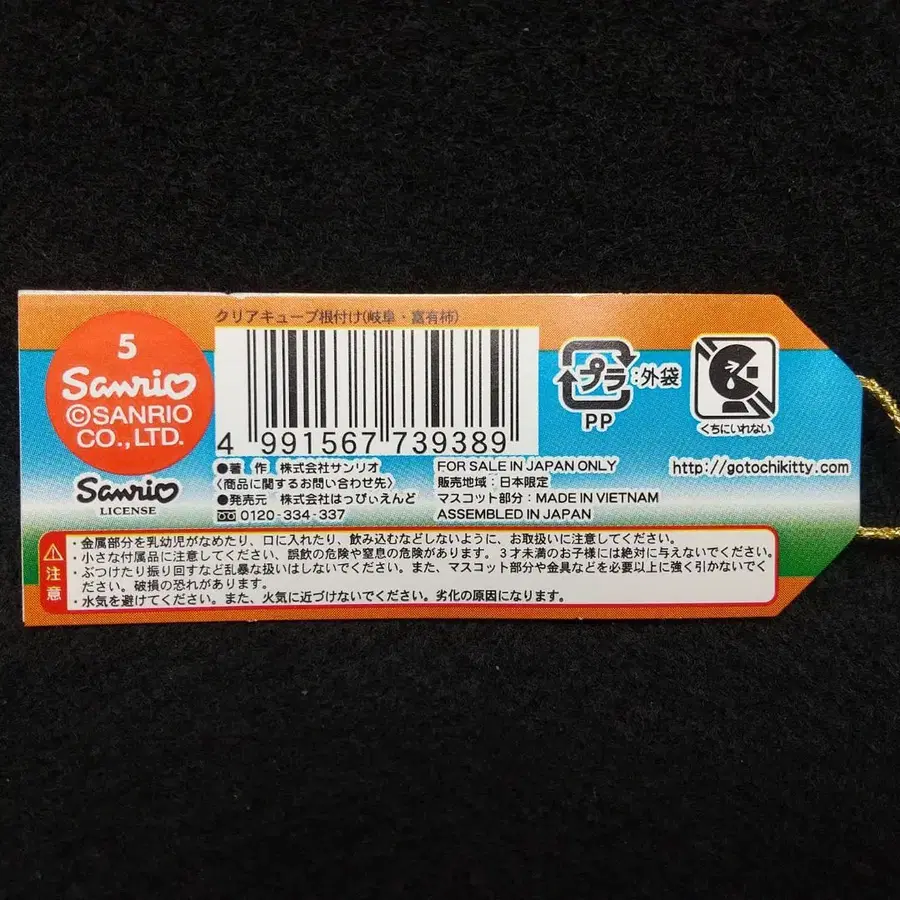 クリアキューブ根付け(岐阜・富有柿)
5
Sanrio
©SANRIO
CO., LTD.
Sanrio
LICENSE
4 991567 739389
プラ:外袋
PP
くちにいれない
●著 作 株式会社サンリオ
〈商品に関するお問い合わせ先〉
●発売元 株式会社はっぴぃえんど
0120-334-337
FOR SALE IN JAPAN ONLY
販売地域:日本限定
マスコット部分:MADE IN VIETNAM
ASSEMBLED IN JAPAN
http://gotochikitty.com
注意
・金属部分を乳幼児がなめたり、口に入れたり、飲み込むなどしないように、お取扱いに注意してください。
・小さな付属品に注意してください、誤飲の危険や窒息の危険があります。3才未満のお子様には絶対に与えないでください。
・ぶつけたり振り回すなど乱暴な扱いはしないでください。また、マスコット部分や金具などを必要以上に強く引かないでく
ださい。破損の恐れがあります。
・水気を避けてください。また、火気に近づけないでください。劣化の原因になります。